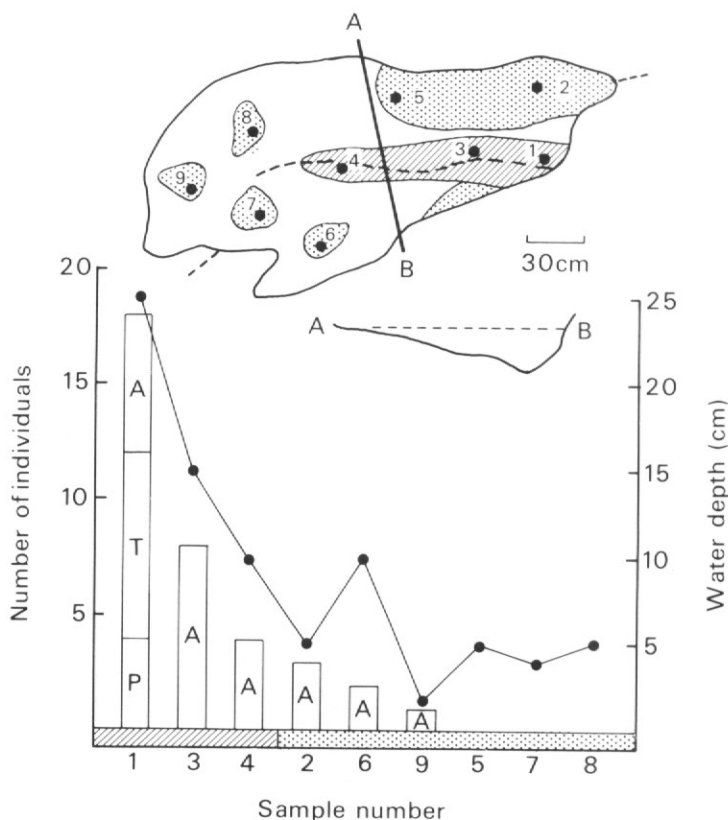 A
8
9
7
6
5
2
4
3
1
B
30cm
A
B
20
15
10
5
Number of individuals
25
20
15
10
5
Water depth (cm)
A
T
P
A
A
A
A
A
1 3 4 2 6 9 5 7 8
Sample number